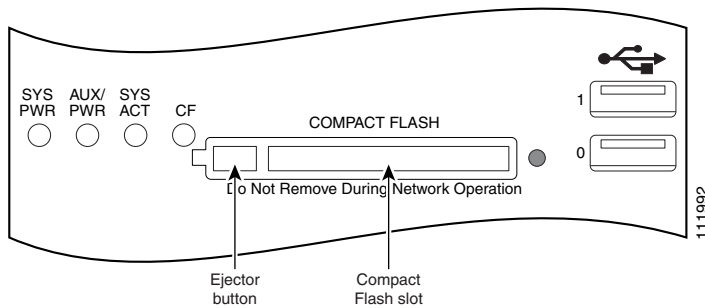 SYS
PWR
AUX/
PWR
SYS
ACT
CF
COMPACT FLASH
Do Not Remove During Network Operation
1
0
111992
Ejector
button
Compact
Flash slot